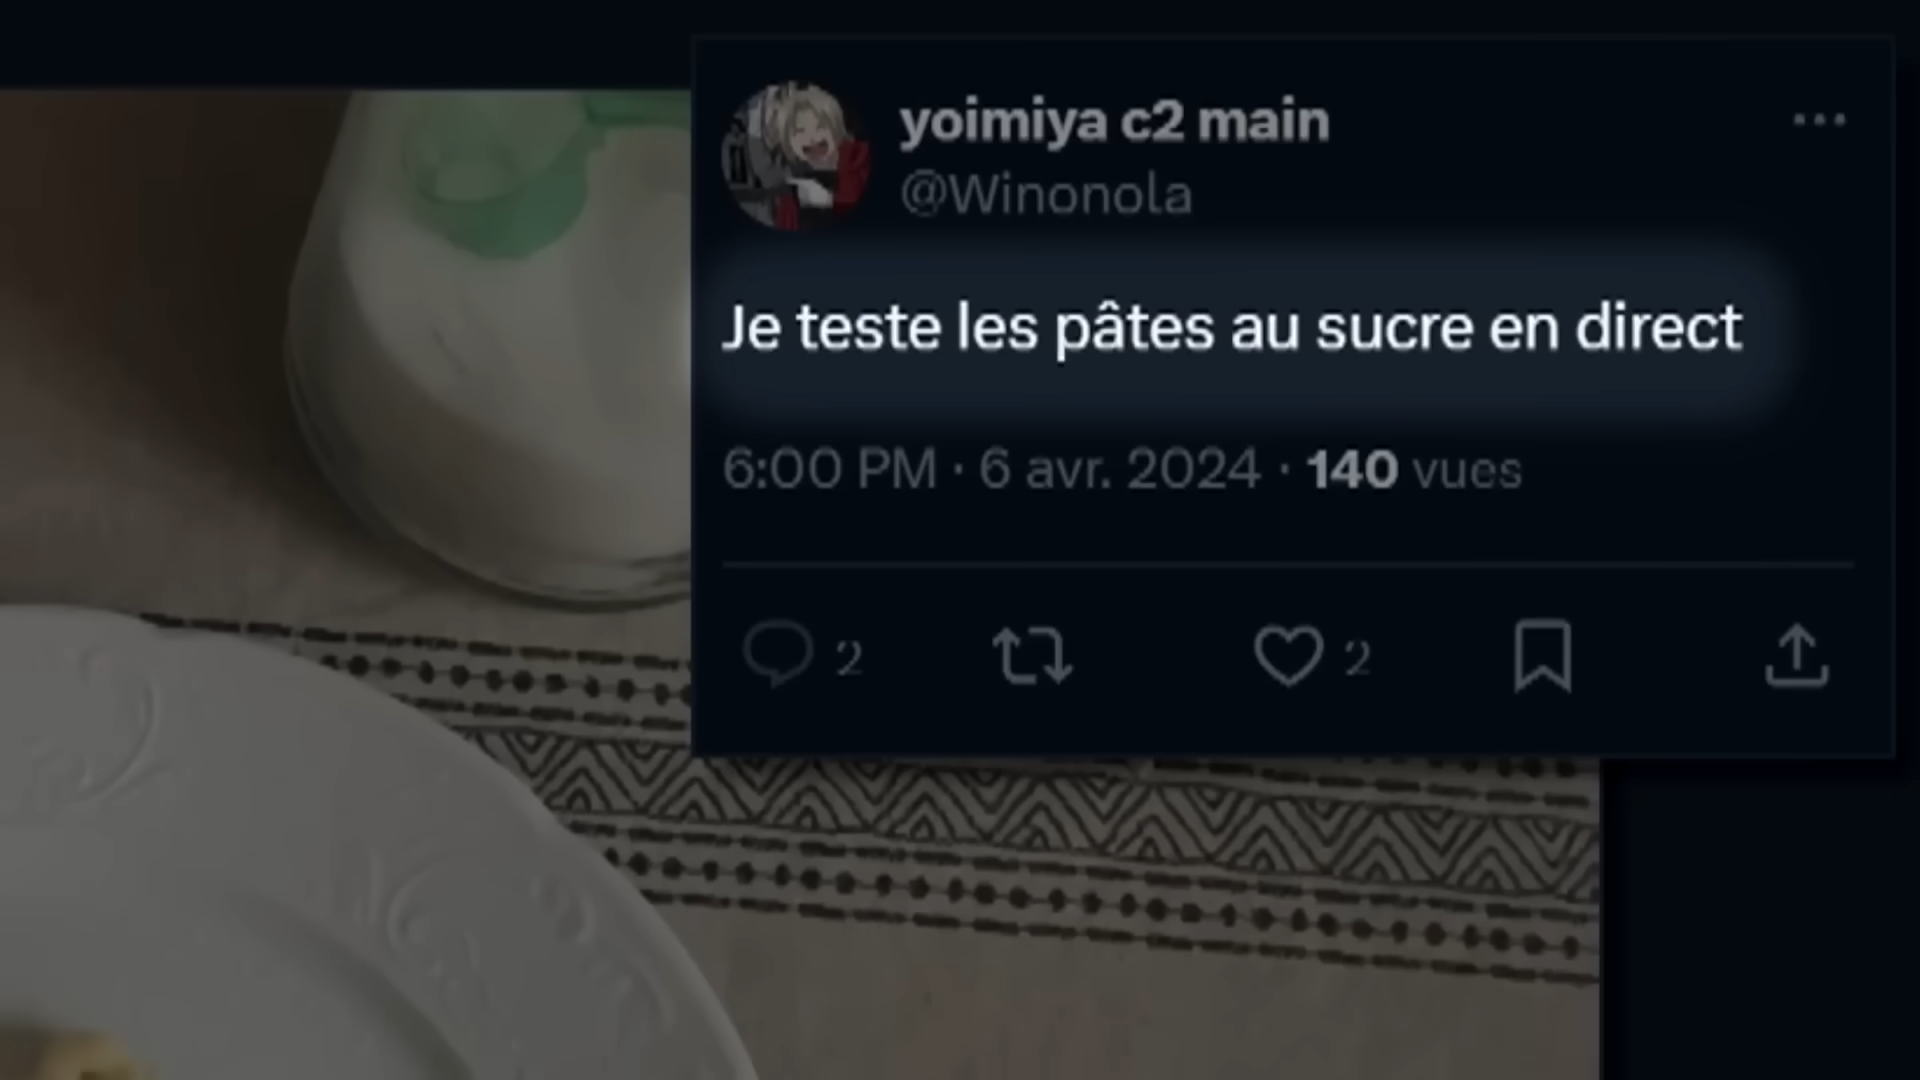 yoimiya c2 main
@Winonola
Je teste les pâtes au sucre en direct
6:00 PM · 6 avr. 2024 · 140 vues
2 2